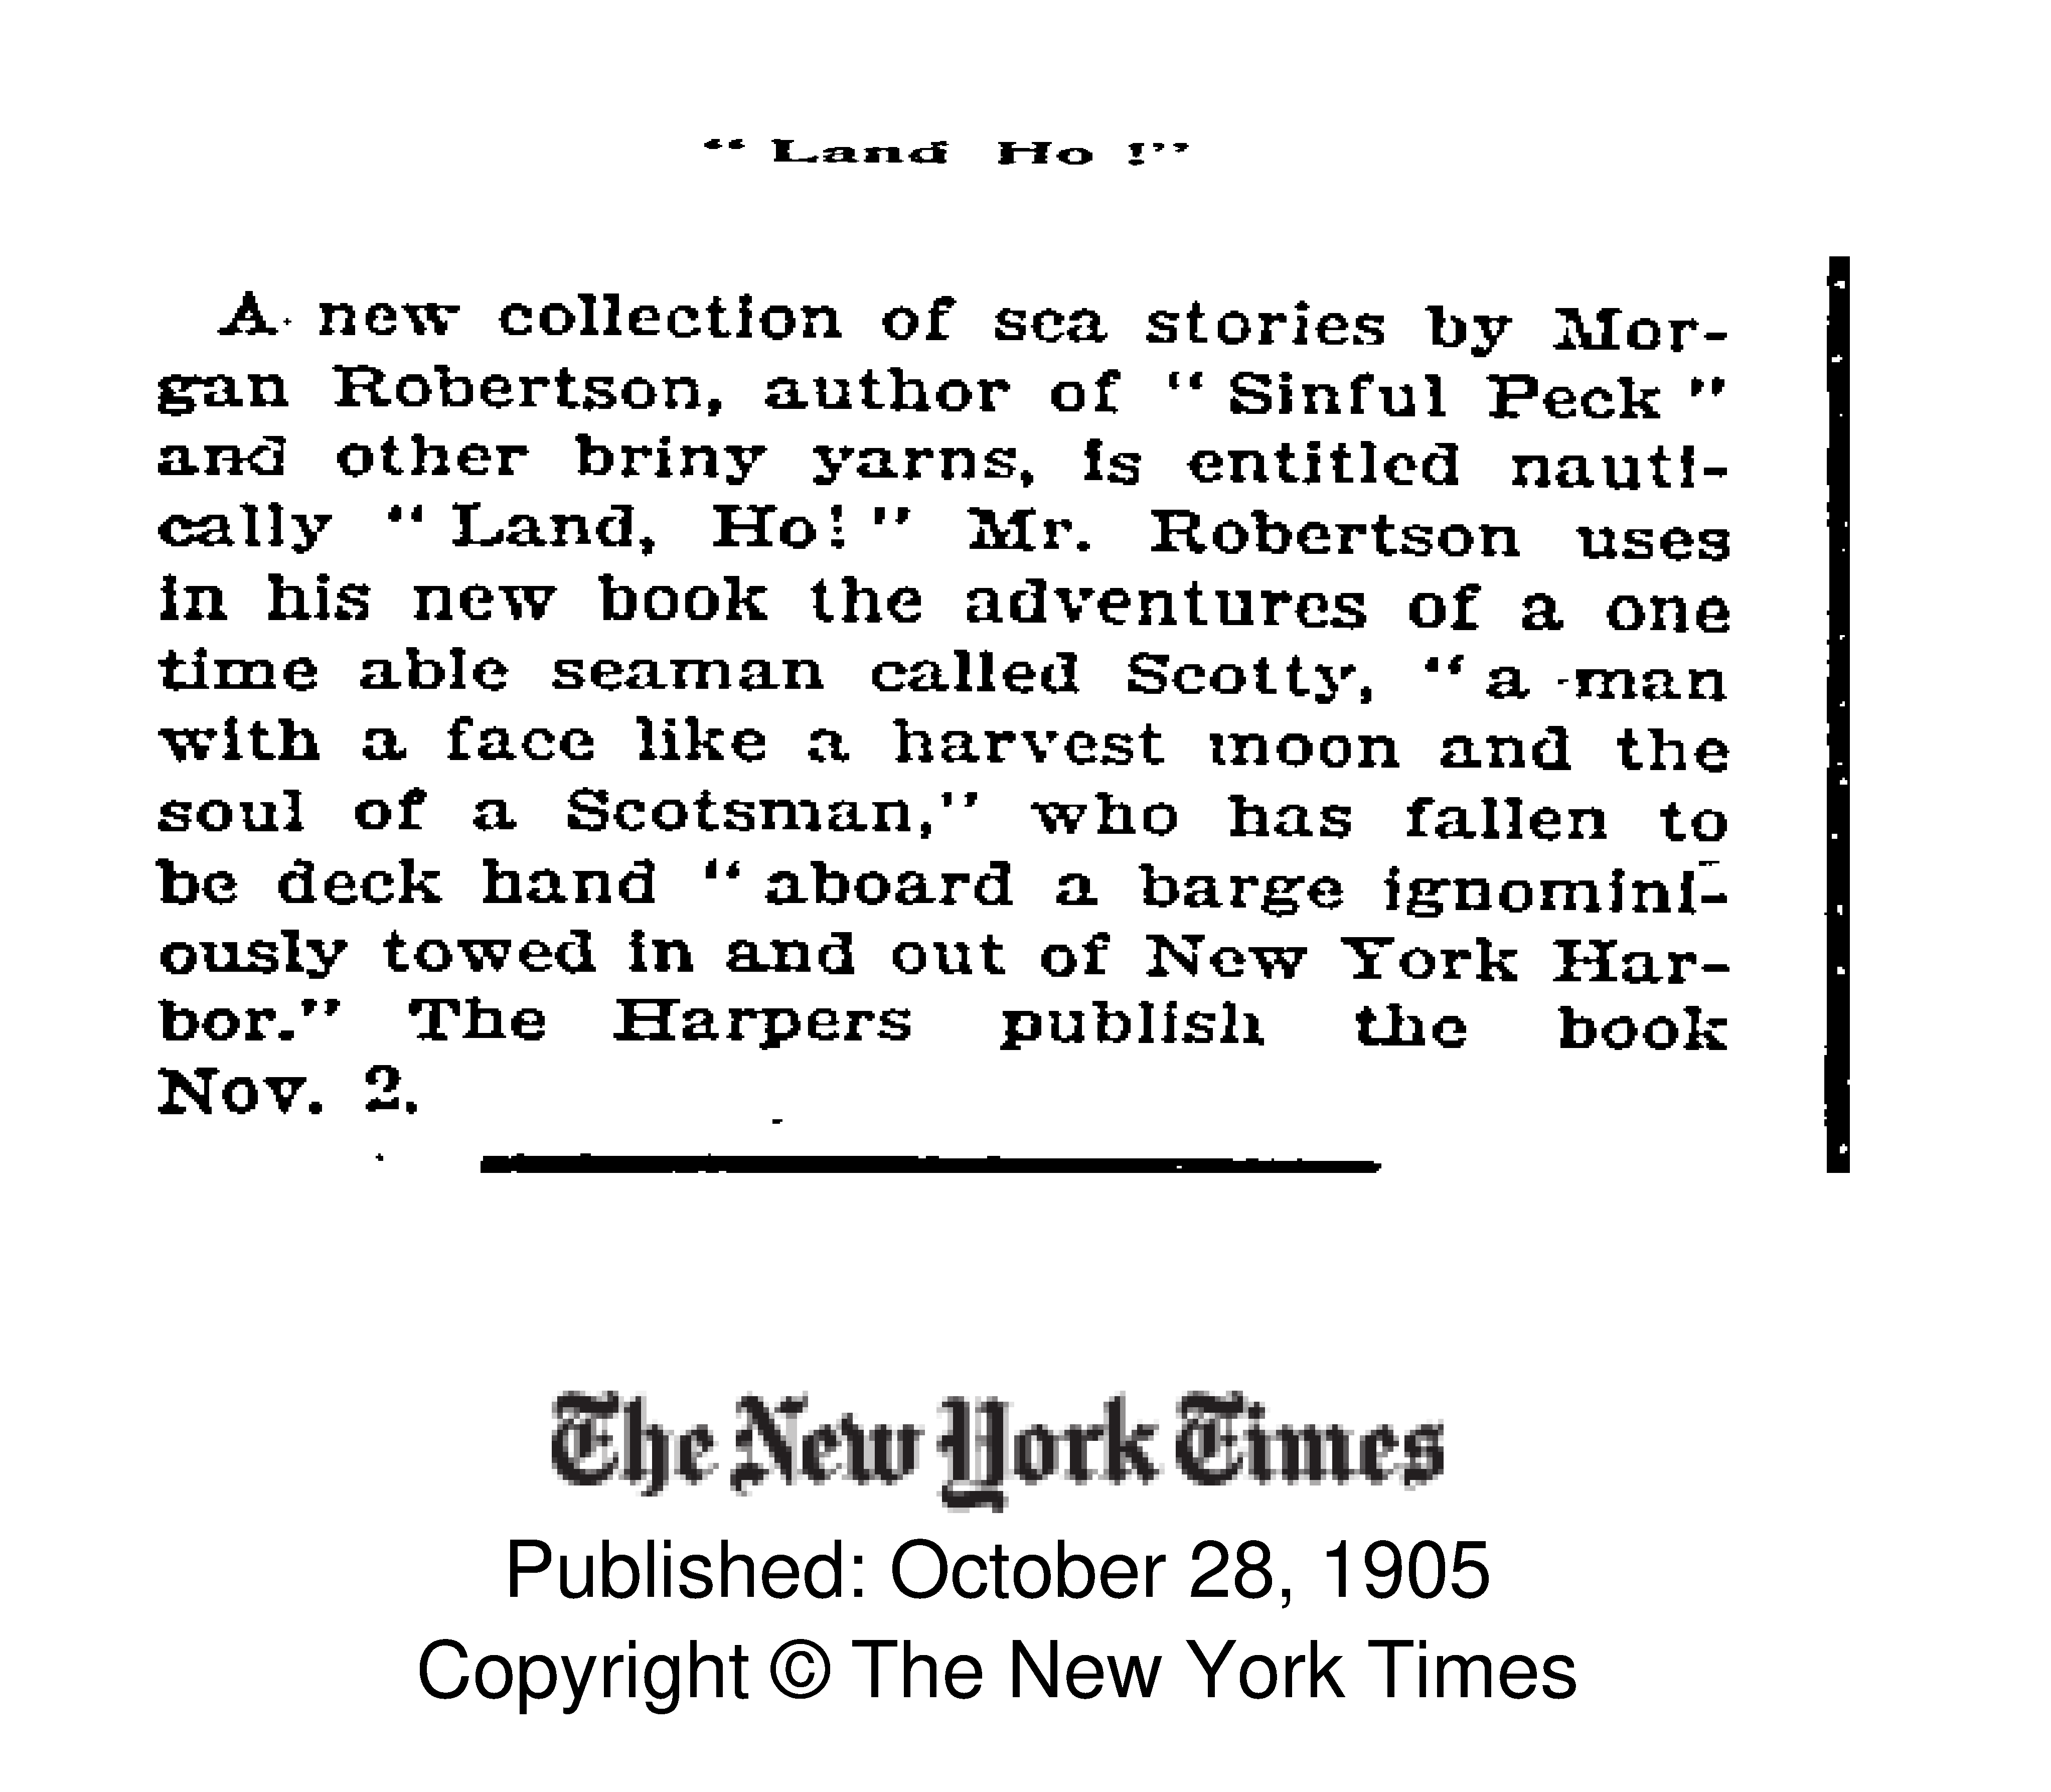 “ Land Ho !”
A new collection of sea stories by Mor-
gan Robertson, author of “ Sinful Peck ”
and other briny yarns, is entitled nauti-
cally “ Land, Ho! ” Mr. Robertson uses
in his new book the adventures of a one
time able seaman called Scotty, “ a man
with a face like a harvest moon and the
soul of a Scotsman,” who has fallen to
be deck hand “ aboard a barge ignomini-
ously towed in and out of New York Har-
bor.” The Harpers publish the book
Nov. 2.
The New York Times
Published: October 28, 1905
Copyright © The New York Times